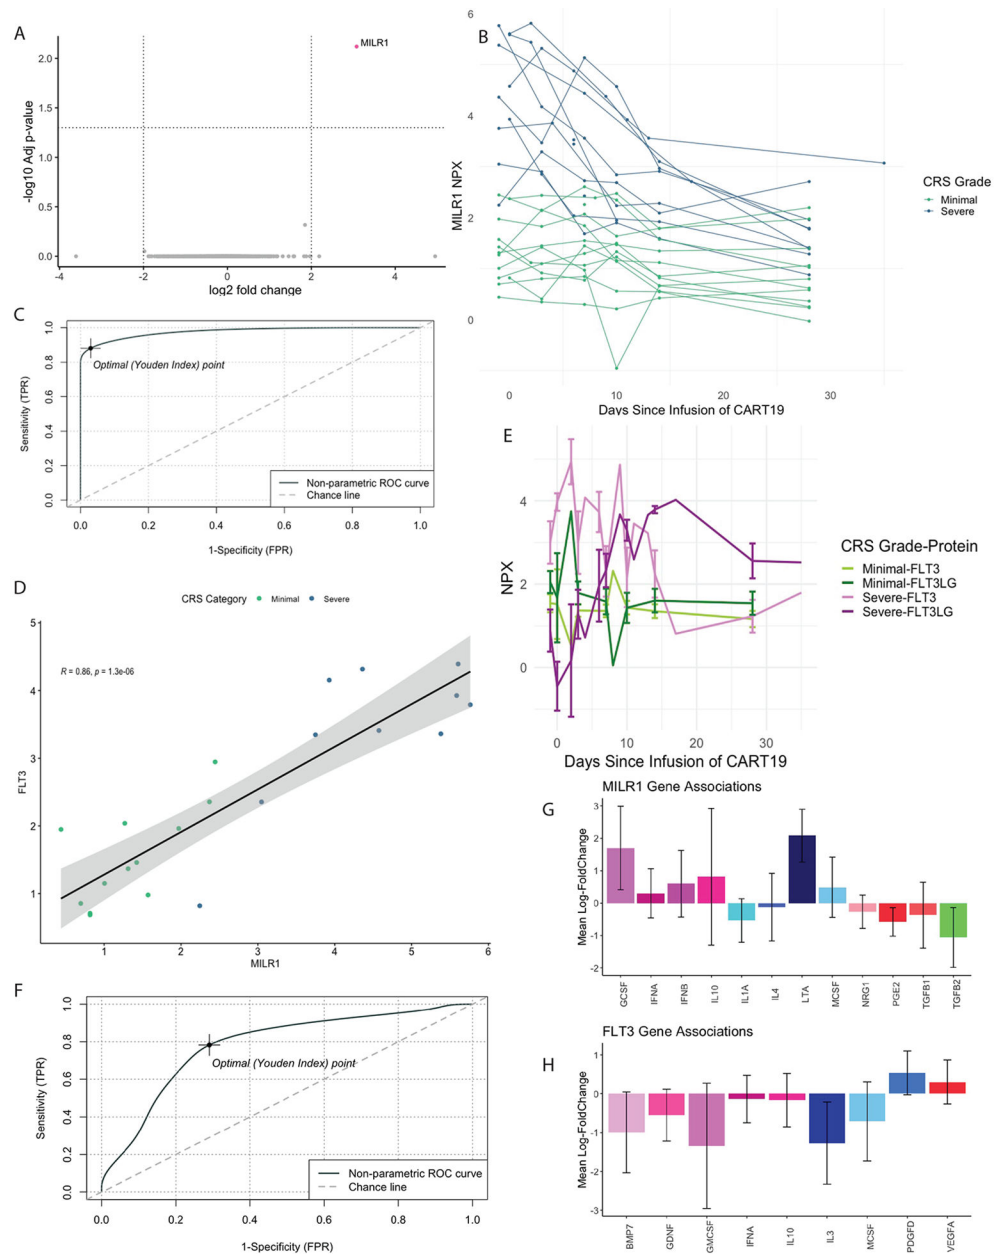 A
MILR1
2.0
1.5
1.0
0.5
0.0
-log10 Adj p-value
-4
-2
0
2
4
log2 fold change
B
6
4
2
0
MILR1 NPX
0
10
20
30
Days Since Infusion of CART19
CRS Grade
Minimal
Severe
C
1.0
0.8
0.6
0.4
0.2
0.0
Sensitivity (TPR)
Optimal (Youden Index) point
Non-parametric ROC curve
Chance line
0.0
0.2
0.4
0.6
0.8
1.0
1-Specificity (FPR)
D
CRS Category
Minimal
Severe
R = 0.86, p = 1.3e-06
5
4
3
2
1
FLT3
1
2
3
4
5
6
MILR1
E
4
2
0
NPX
0
10
20
30
Days Since Infusion of CART19
CRS Grade-Protein
Minimal-FLT3
Minimal-FLT3LG
Severe-FLT3
Severe-FLT3LG
F
1.0
0.8
0.6
0.4
0.2
0.0
Sensitivity (TPR)
Optimal (Youden Index) point
Non-parametric ROC curve
Chance line
0.0
0.2
0.4
0.6
0.8
1.0
1-Specificity (FPR)
G
MILR1 Gene Associations
3
2
1
0
-1
-2
Mean Log-FoldChange
GCSF
IFNA
IFNB
IL10
IL1A
IL4
LTA
MCSF
NRG1
PGE2
TGFB1
TGFB2
H
FLT3 Gene Associations
1
0
-1
-2
-3
Mean Log-FoldChange
BMP7
GDNF
GMCSF
IFNA
IL10
IL3
MCSF
PDGFD
VEGFA